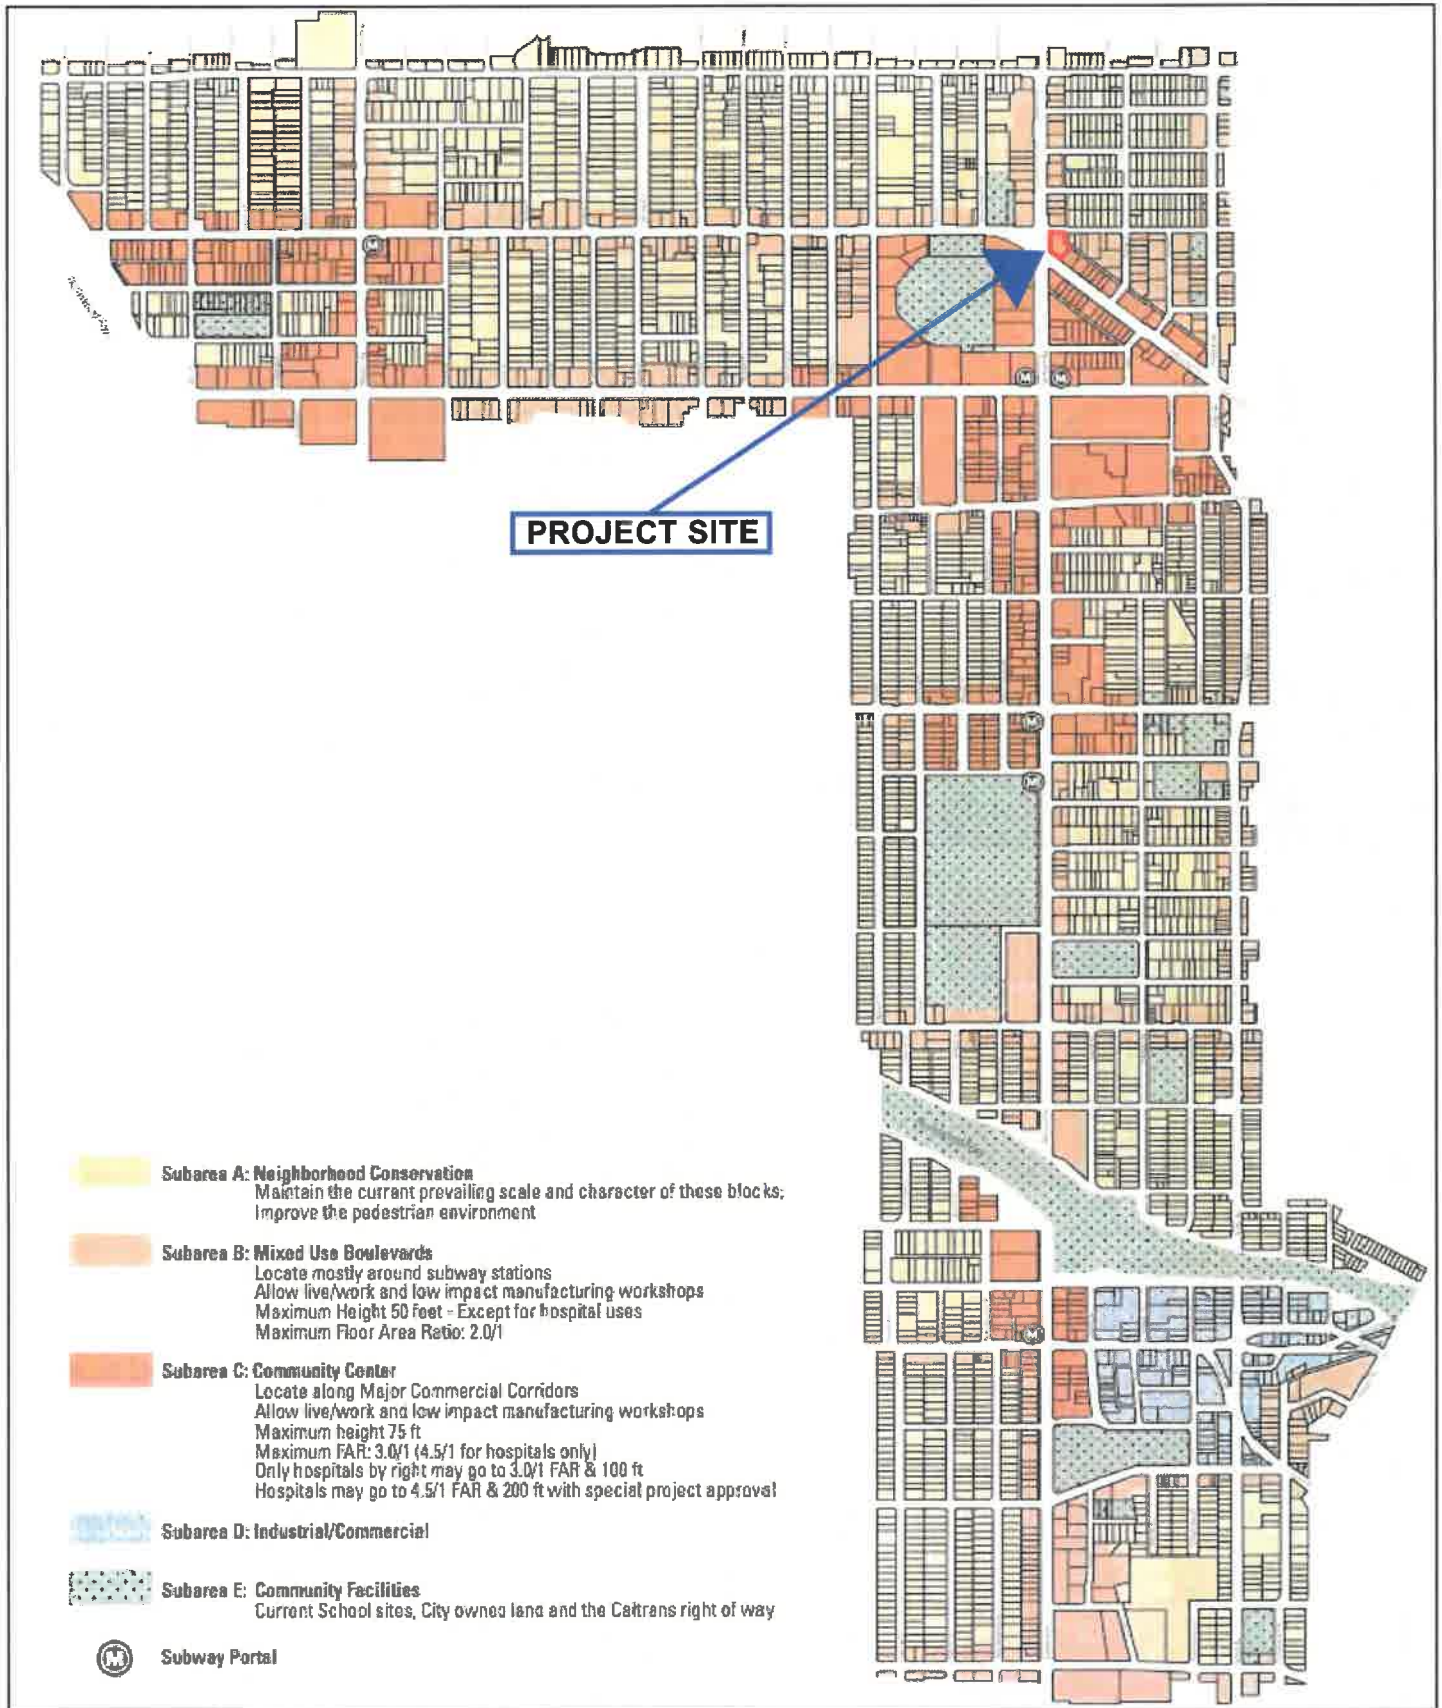 PROJECT SITE
Subarea A: Neighborhood Conservation
Maintain the current prevailing scale and character of these blocks;
Improve the pedestrian environment
Subarea B: Mixed Use Boulevards
Locate mostly around subway stations
Allow live/work and low impact manufacturing workshops
Maximum Height 50 feet - Except for hospital uses
Maximum Floor Area Ratio: 2.0/1
Subarea C: Community Center
Locate along Major Commercial Corridors
Allow live/work and low impact manufacturing workshops
Maximum height 75 ft
Maximum FAR: 3.0/1 (4.5/1 for hospitals only)
Only hospitals by right may go to 3.0/1 FAR & 100 ft
Hospitals may go to 4.5/1 FAR & 200 ft with special project approval
Subarea D: Industrial/Commercial
Subarea E: Community Facilities
Current School sites, City owned land and the Caltrans right of way
M
Subway Portal